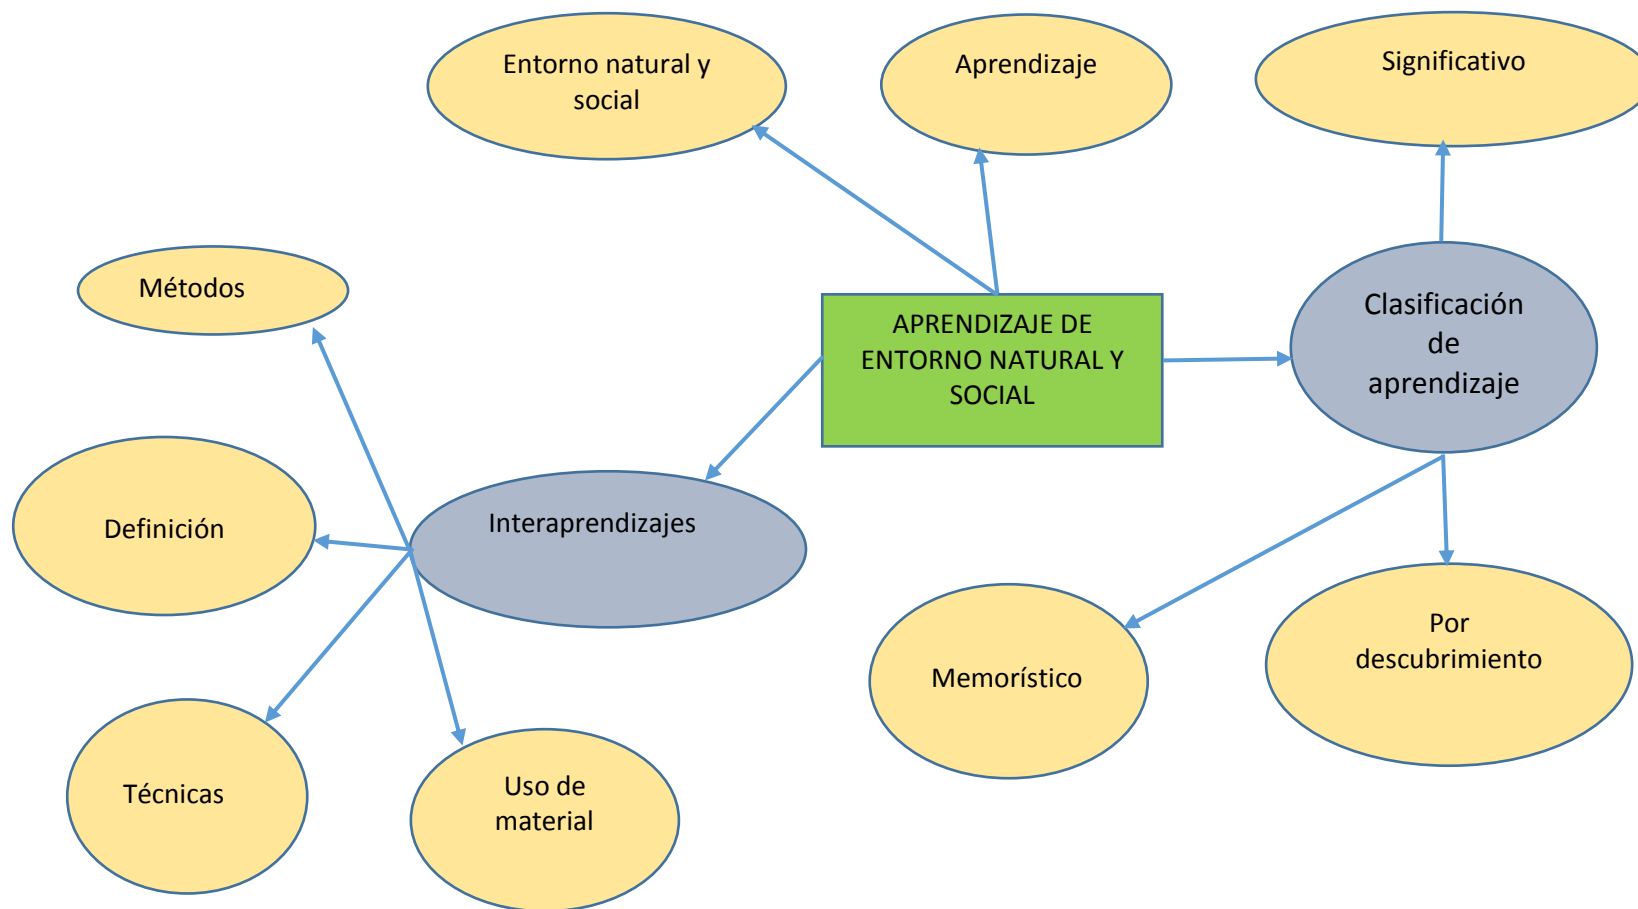 Entorno natural y
social
Aprendizaje
Significativo
Métodos
APRENDIZAJE DE
ENTORNO NATURAL Y
SOCIAL
Clasificación
de
aprendizaje
Definición
Interaprendizajes
Memorístico
Por
descubrimiento
Técnicas
Uso de
material